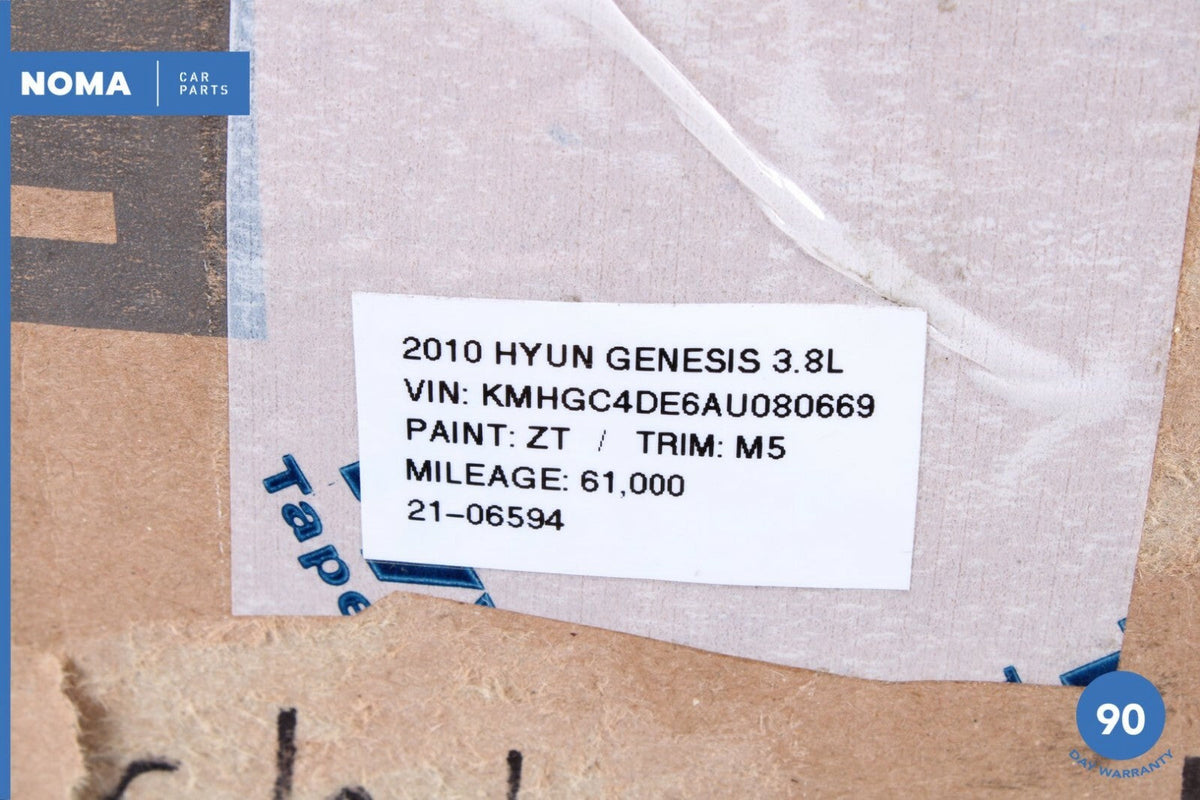 NOMA CAR PARTS
2010 HYUN GENESIS 3.8L
VIN: KMHGC4DE6AU080669
PAINT: ZT / TRIM: M5
MILEAGE: 61,000
21-06594
Tape
90
DAY WARRANTY